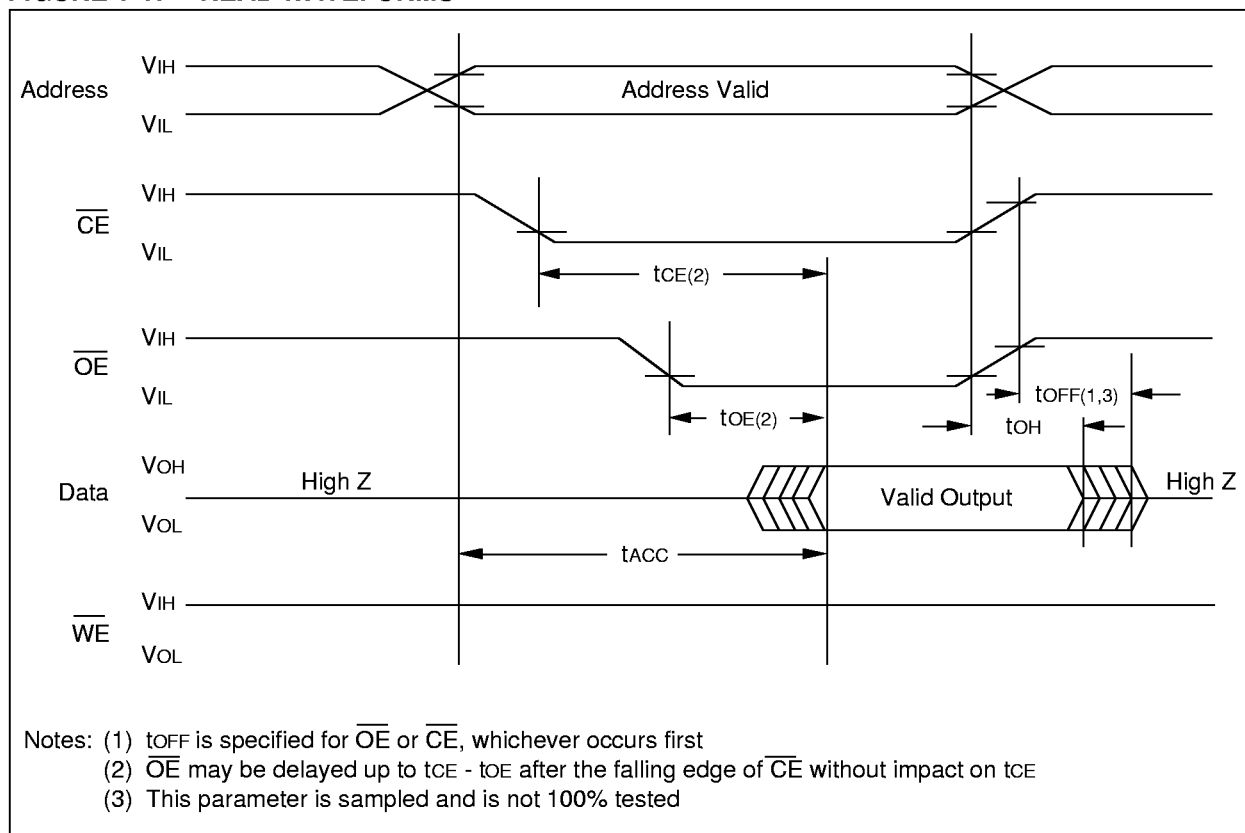 VIH
Address
Address Valid
VIL
VIH
CE
VIL
tCE(2)
VIH
OE
VIL
tOE(2)
tOFF(1,3)
tOH
VOH
Data
High Z
Valid Output
High Z
VOL
tACC
VIH
WE
VOL
Notes: (1) tOFF is specified for OE or CE, whichever occurs first
(2) OE may be delayed up to tCE - tOE after the falling edge of CE without impact on tCE
(3) This parameter is sampled and is not 100% tested